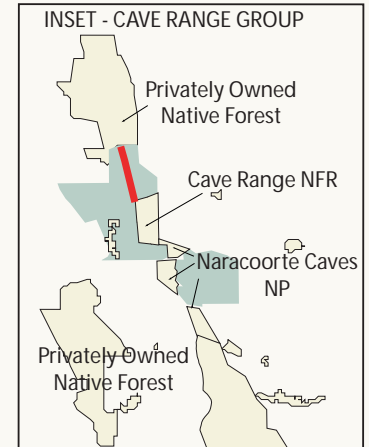 INSET - CAVE RANGE GROUP
Privately Owned
Native Forest
Cave Range NFR
Naracoorte Caves
NP
Privately Owned
Native Forest